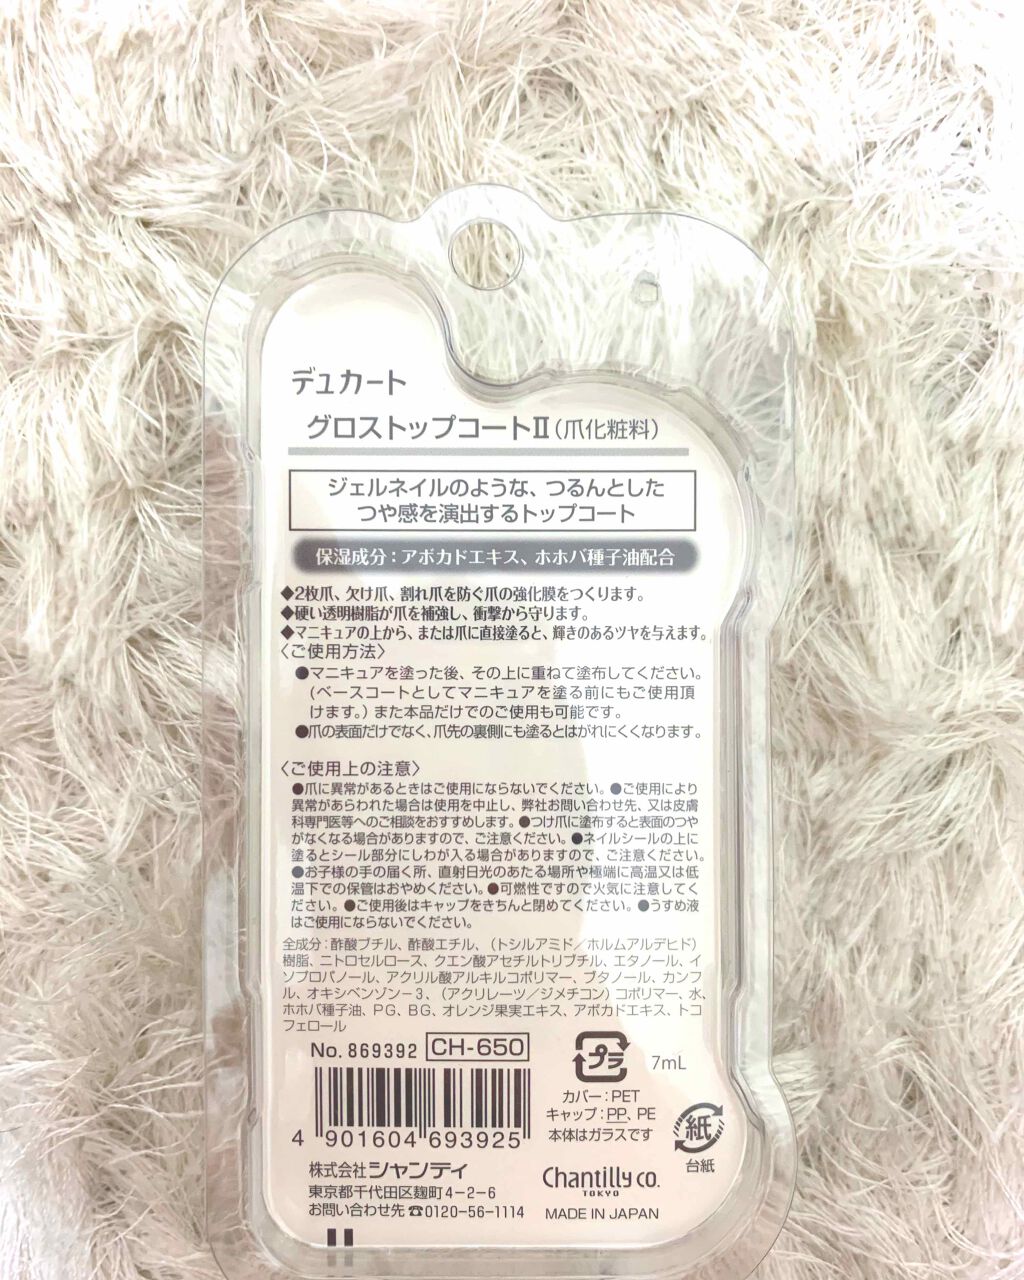 デュカート
グロストップコートⅡ(爪化粧料)
ジェルネイルのような、つるんとした
つや感を演出するトップコート
保湿成分:アボカドエキス、ホホバ種子油配合
◆2枚爪、欠け爪、割れ爪を防ぐ爪の強化膜をつくります。
◆硬い透明樹脂が爪を補強し、衝撃から守ります。
◆マニキュアの上から、または爪に直接塗ると、輝きのあるツヤを与えます。
〈ご使用方法〉
●マニキュアを塗った後、その上に重ねて塗布してください。
(ベースコートとしてマニキュアを塗る前にもご使用頂
けます。)また本品だけでのご使用も可能です。
●爪の表面だけでなく、爪先の裏側にも塗るとはがれにくくなります。
〈ご使用上の注意〉
●爪に異常があるときはご使用にならないでください。●ご使用により
異常があらわれた場合は使用を中止し、弊社お問い合わせ先、又は皮膚
科専門医等へのご相談をおすすめします。●つけ爪に塗布すると表面のつや
がなくなる場合がありますので、ご注意ください。●ネイルシールの上に
塗るとシール部分にしわが入る場合がありますので、ご注意ください。
●お子様の手の届く所、直射日光のあたる場所や極端に高温又は低
温下での保管はおやめください。●可燃性ですので火気に注意してく
ださい。●ご使用後はキャップをきちんと閉めてください。●うすめ液
はご使用にならないでください。
全成分:酢酸ブチル、酢酸エチル、(トシルアミド/ホルムアルデヒド)
樹脂、ニトロセルロース、クエン酸アセチルトリブチル、エタノール、イ
ソプロパノール、アクリル酸アルキルコポリマー、ブタノール、カンフ
ル、オキシベンゾン-3、(アクリレーツ/ジメチコン)コポリマー、水、
ホホバ種子油、PG、BG、オレンジ果実エキス、アボカドエキス、トコ
フェロール
No. 869392 CH-650
プラ
7mL
カバー:PET
キャップ:PP、PE
本体はガラスです
紙
台紙
4 901604 693925
株式会社シャンティ
東京都千代田区麹町4-2-6
お問い合わせ先☎0120-56-1114
Chantilly co.
TOKYO
MADE IN JAPAN